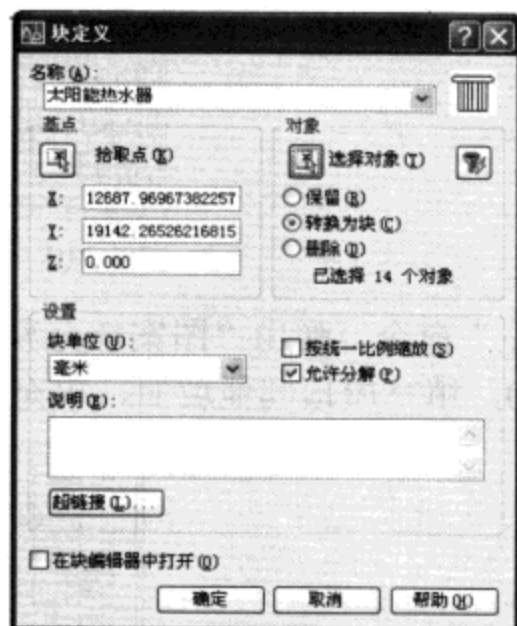 块定义
名称(A):
太阳能热水器
基点
拾取点(K)
X: 12687.96967382257
Y: 19142.26526216815
Z: 0.000
对象
选择对象(T)
保留(R)
转换为块(C)
删除(D)
已选择 14 个对象
设置
块单位(U):
毫米
按统一比例缩放(S)
允许分解(P)
说明(E):
超链接(L)...
在块编辑器中打开(O)
确定 取消 帮助(H)